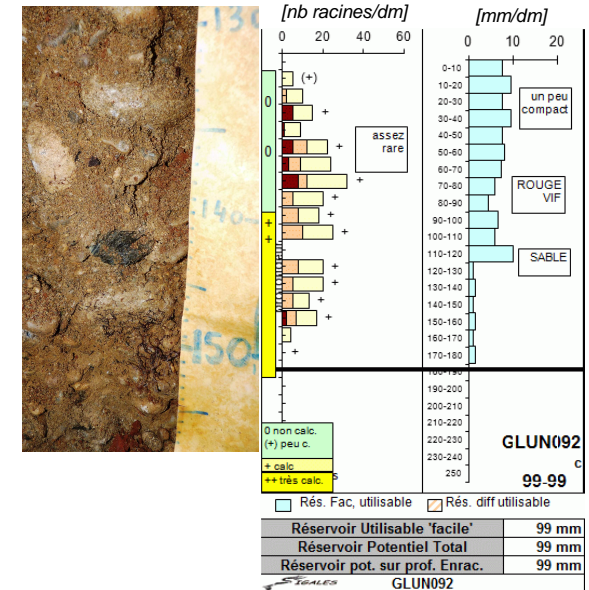 [nb racines/dm]
[mm/dm]
0 20 40 60
0 10 20
130
140
150
(+)
+
+
+
+
+
+
+
+
+
+
+
0
0
+
+
assez
rare
0-10
10-20
20-30
30-40
40-50
50-60
60-70
70-80
80-90
90-100
100-110
110-120
120-130
130-140
140-150
150-160
160-170
170-180
180-190
190-200
200-210
210-220
220-230
230-240
250
un peu
compact
ROUGE
VIF
SABLE
GLUN092
c
99-99
0 non calc.
(+) peu c.
+ calc
++ très calc.
s
Rés. Fac, utilisable
Rés. diff utilisable
Réservoir Utilisable 'facile' 99 mm
Réservoir Potentiel Total 99 mm
Réservoir pot. sur prof. Enrac. 99 mm
SIGALES GLUN092